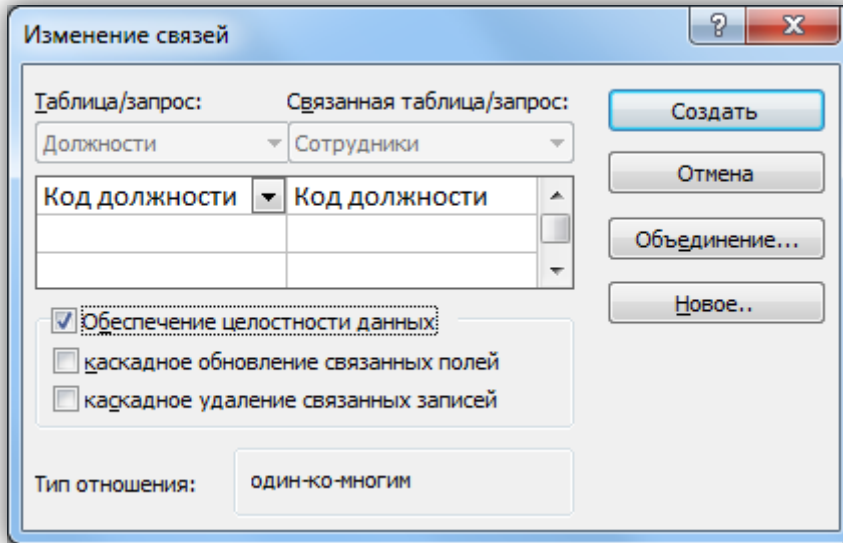 Изменение связей
Таблица/запрос: Связанная таблица/запрос:
Должности Сотрудники
Код должности Код должности
Обеспечение целостности данных
каскадное обновление связанных полей
каскадное удаление связанных записей
Тип отношения: один-ко-многим
Создать
Отмена
Объединение...
Новое..